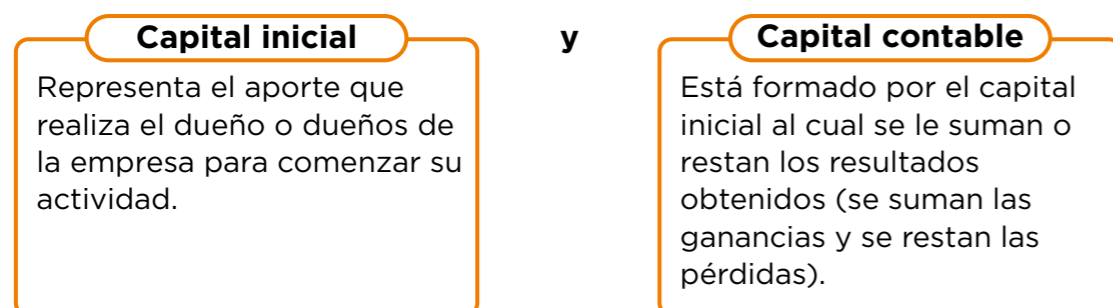 Capital inicial
Representa el aporte que
realiza el dueño o dueños de
la empresa para comenzar su
actividad.
y
Capital contable
Está formado por el capital
inicial al cual se le suman o
restan los resultados
obtenidos (se suman las
ganancias y se restan las
pérdidas).